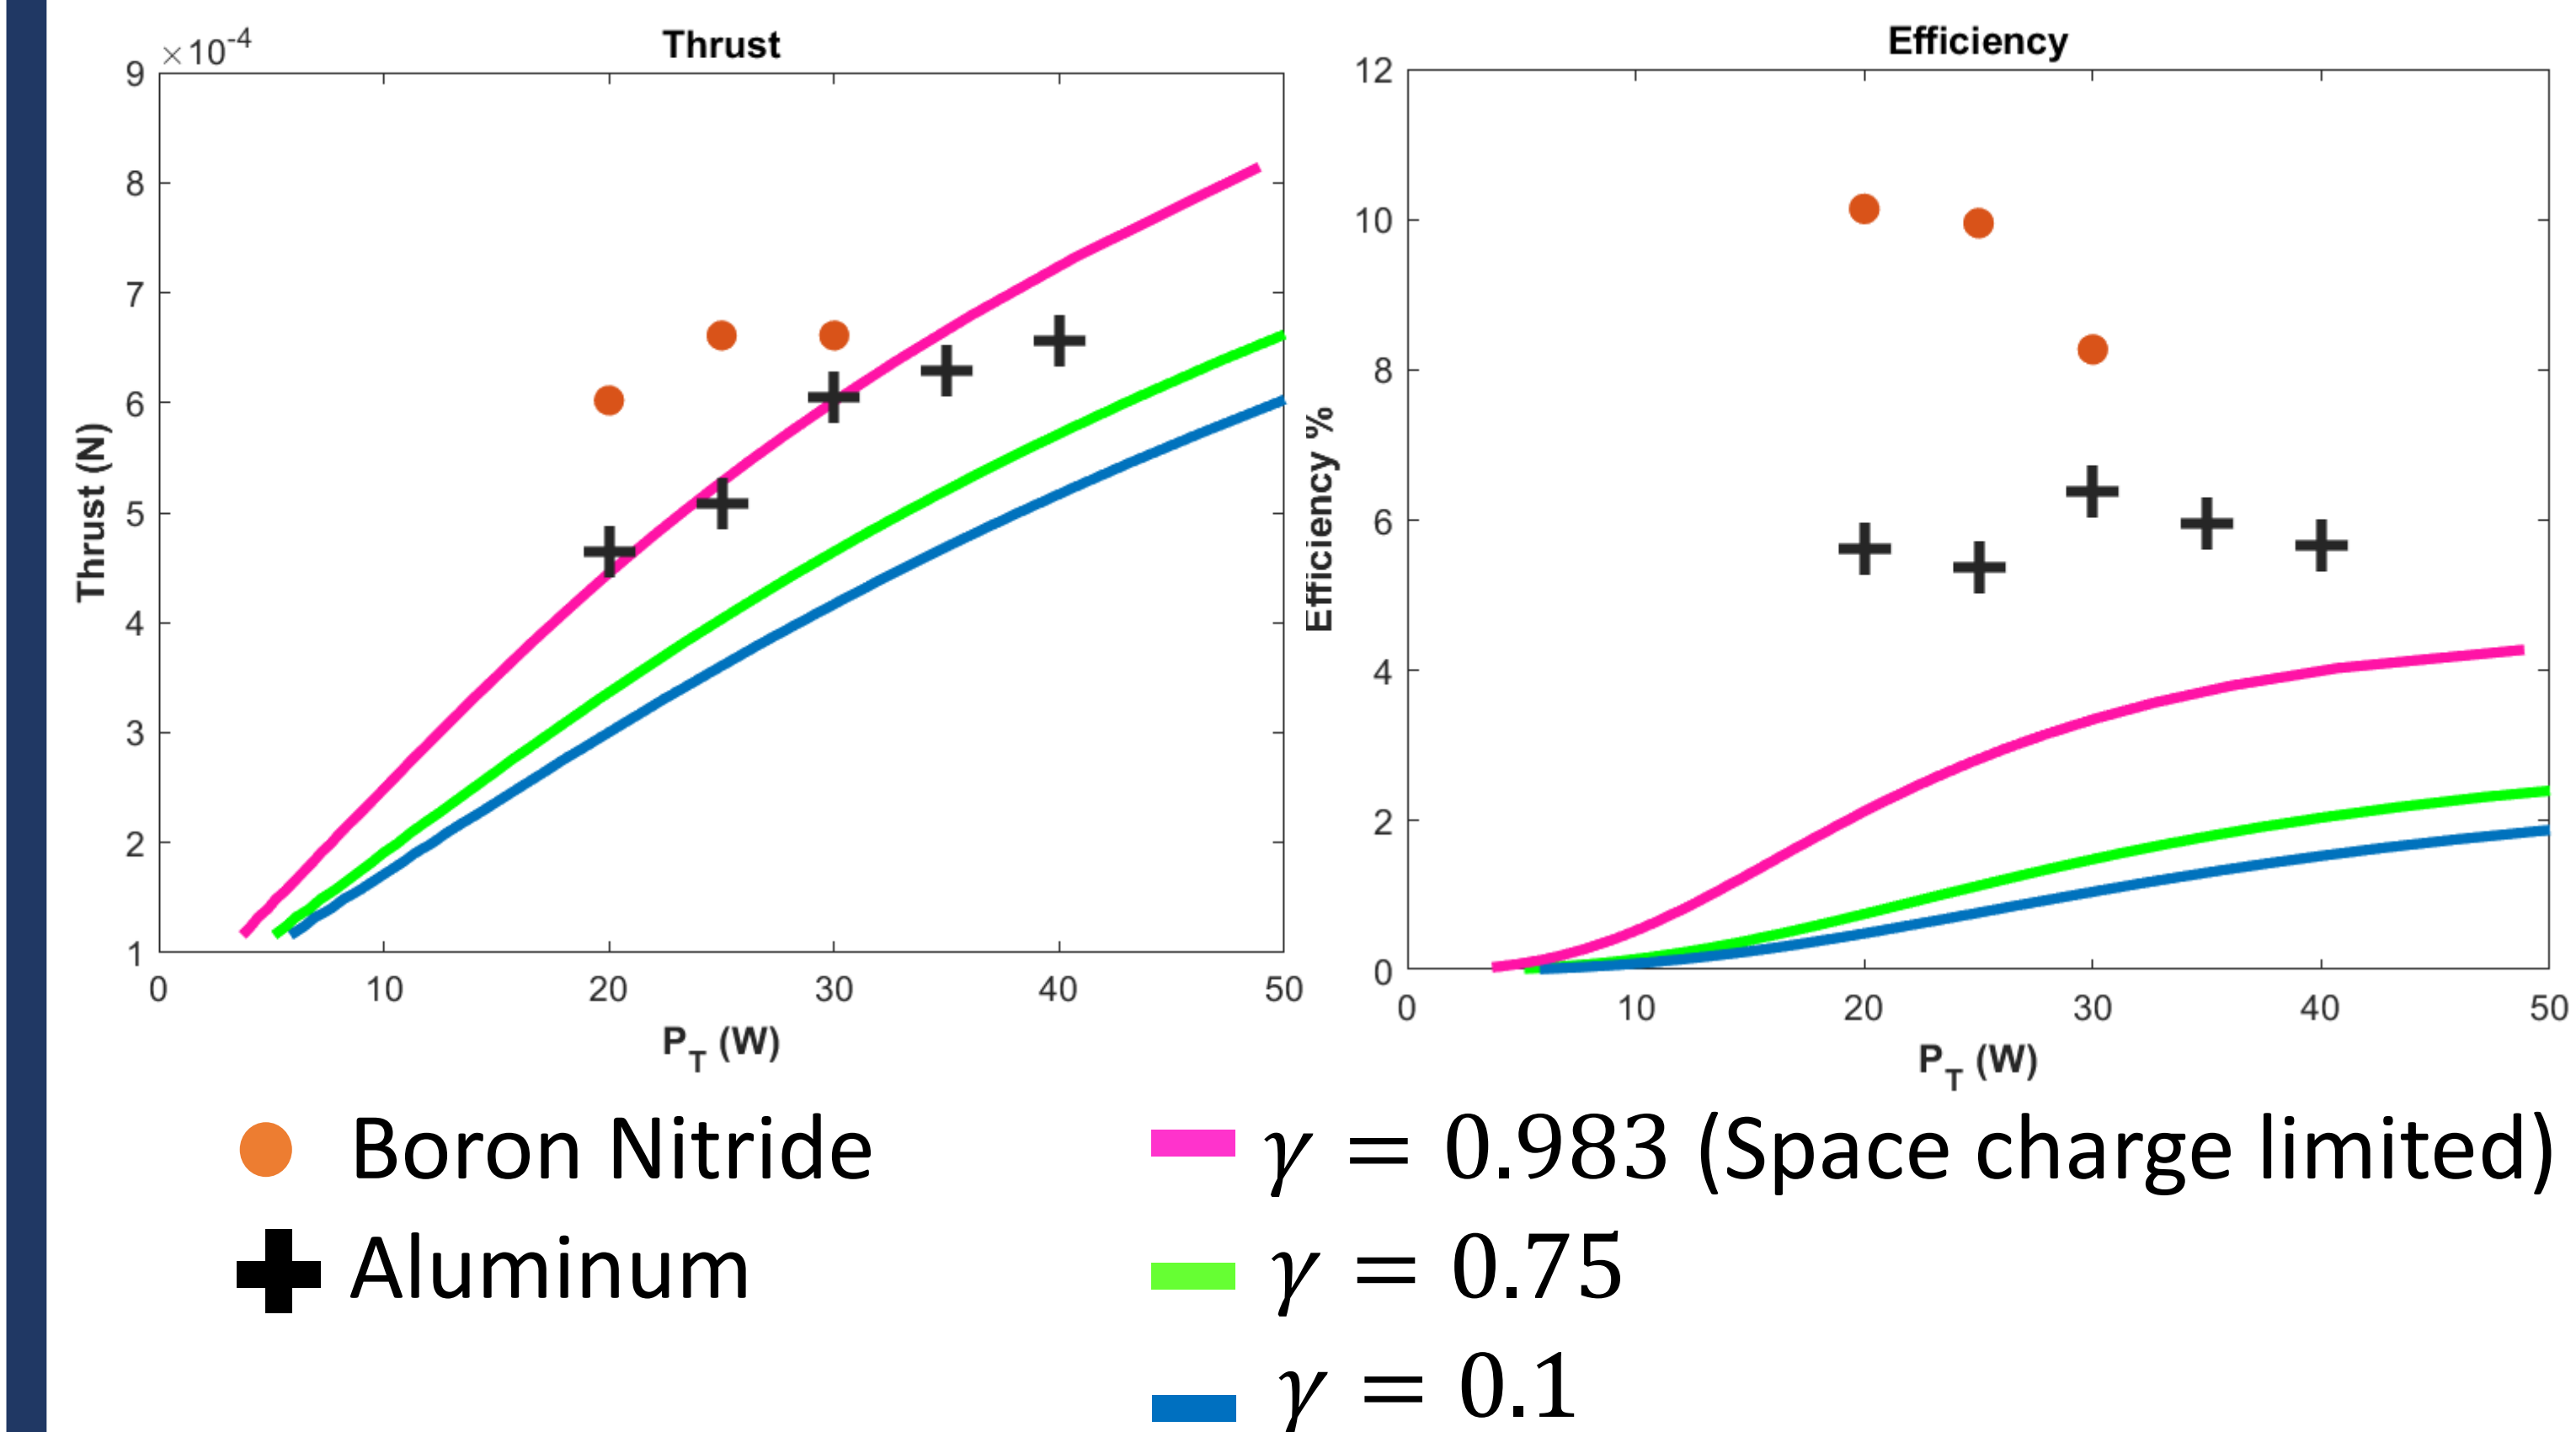 Thrust
×10⁻⁴
9
8
7
6
5
4
3
2
1
Thrust (N)
0 10 20 30 40 50
P_T (W)
Efficiency
12
10
8
6
4
2
0
Efficiency %
0 10 20 30 40 50
P_T (W)
Boron Nitride
Aluminum
γ = 0.983 (Space charge limited)
γ = 0.75
γ = 0.1